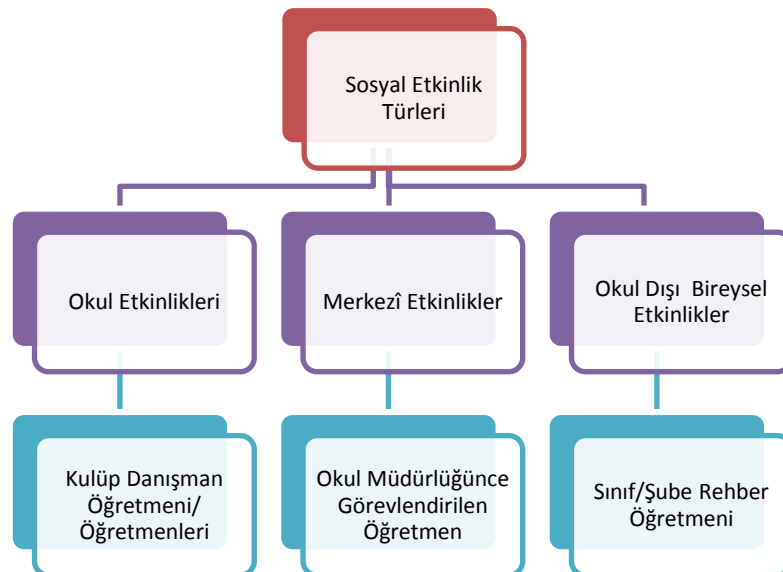 Sosyal Etkinlik
Türleri
Okul Etkinlikleri
Merkezî Etkinlikler
Okul Dışı Bireysel
Etkinlikler
Kulüp Danışman
Öğretmeni/
Öğretmenleri
Okul Müdürlüğünce
Görevlendirilen
Öğretmen
Sınıf/Şube Rehber
Öğretmeni